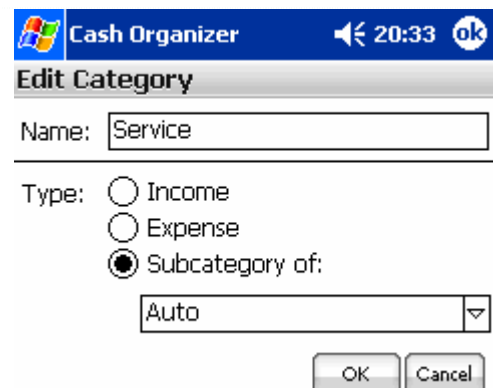 Cash Organizer 20:33 ok
Edit Category
Name: Service
Type: Income
Expense
Subcategory of:
Auto
OK Cancel